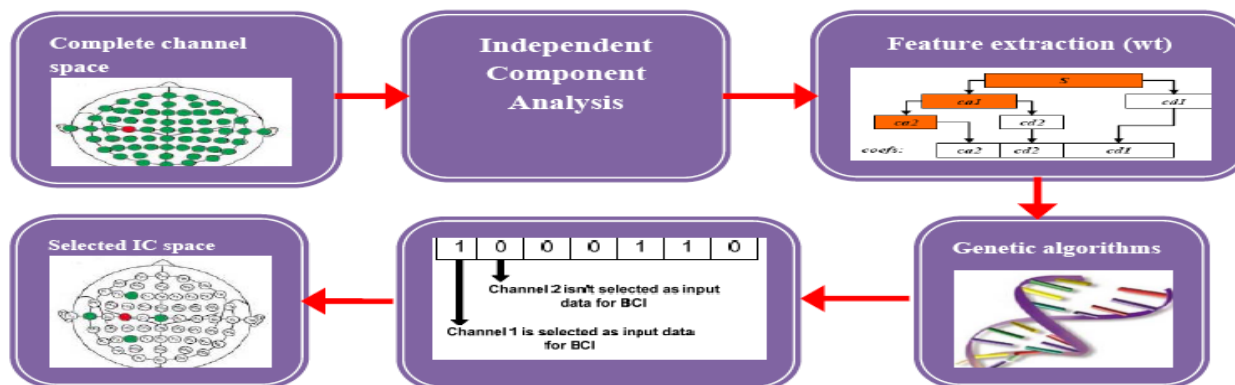 Complete channel
space
Independent
Component
Analysis
Feature extraction (wt)
S
ca1
cd1
ca2
cd2
coefs:
ca2
cd2
cd1
Genetic algorithms
1 0 0 0 1 1 0
Channel 2 isn't selected as input
data for BCI
Channel 1 is selected as input data
for BCI
Selected IC space